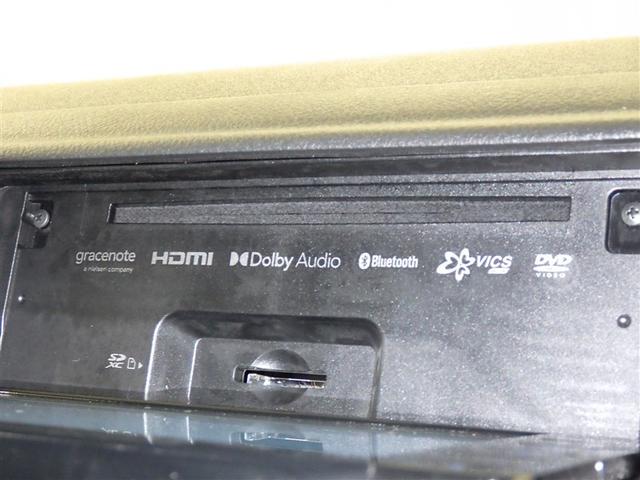 gracenote HDMI Dolby Audio Bluetooth VICS DVD
a nielsen company VIDEO
SD XC